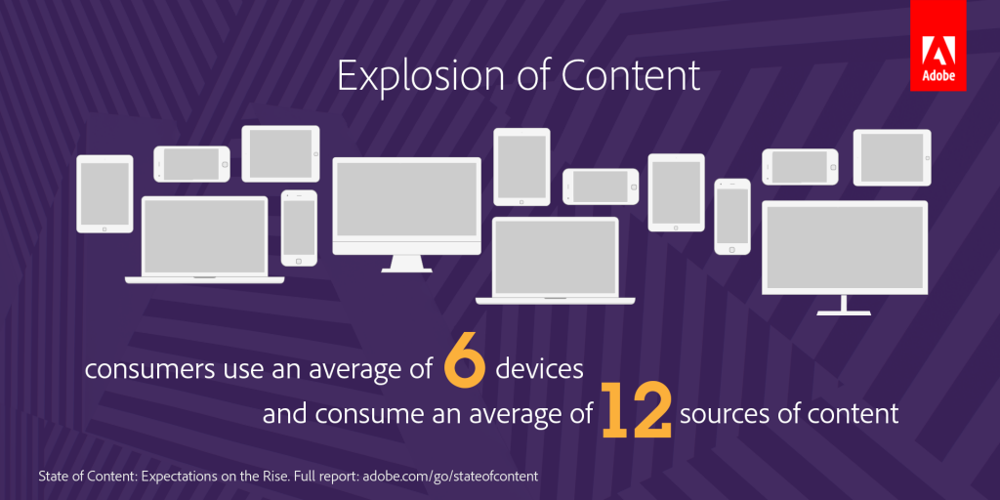 Adobe
Explosion of Content
consumers use an average of 6 devices
and consume an average of 12 sources of content
State of Content: Expectations on the Rise. Full report: adobe.com/go/stateofcontent